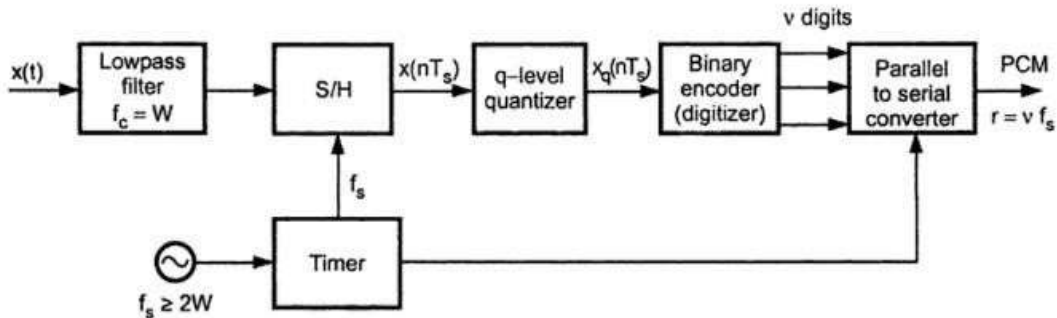 ν digits
x(t)
Lowpass
filter
f_c = W
S/H
x(nT_s)
q–level
quantizer
x_q(nT_s)
Binary
encoder
(digitizer)
Parallel
to serial
converter
PCM
r = ν f_s
f_s
Timer
f_s ≥ 2W